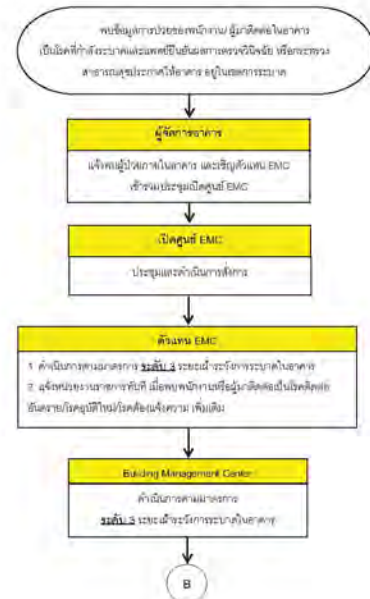 พบข้อมูลการป่วยของพนักงาน/ ผู้มาติดต่อในอาคาร
เป็นโรคที่กำลังระบาดและแพทย์ยืนยันผลการตรวจวินิจฉัย หรือกระทรวง
สาธารณสุขประกาศให้อาคาร อยู่ในเขตการระบาด
ผู้จัดการอาคาร
แจ้งพบผู้ป่วยภายในอาคาร และเชิญตัวแทน EMC
เข้าร่วมประชุมเปิดศูนย์ EMC
เปิดศูนย์ EMC
ประชุมและดำเนินการสั่งการ
ตัวแทน EMC
1. ดำเนินการตามมาตรการ ระดับ 3 ระยะเฝ้าระวังการระบาดในอาคาร
2. แจ้งหน่วยงานราชการทันที เมื่อพบพนักงานหรือผู้มาติดต่อเป็นโรคติดต่อ
อันตราย/โรคอุบัติใหม่/โรคต้องแจ้งความ เพิ่มเติม
Building Management Center
ดำเนินการตามมาตรการ
ระดับ 3 ระยะเฝ้าระวังการระบาดในอาคาร
B